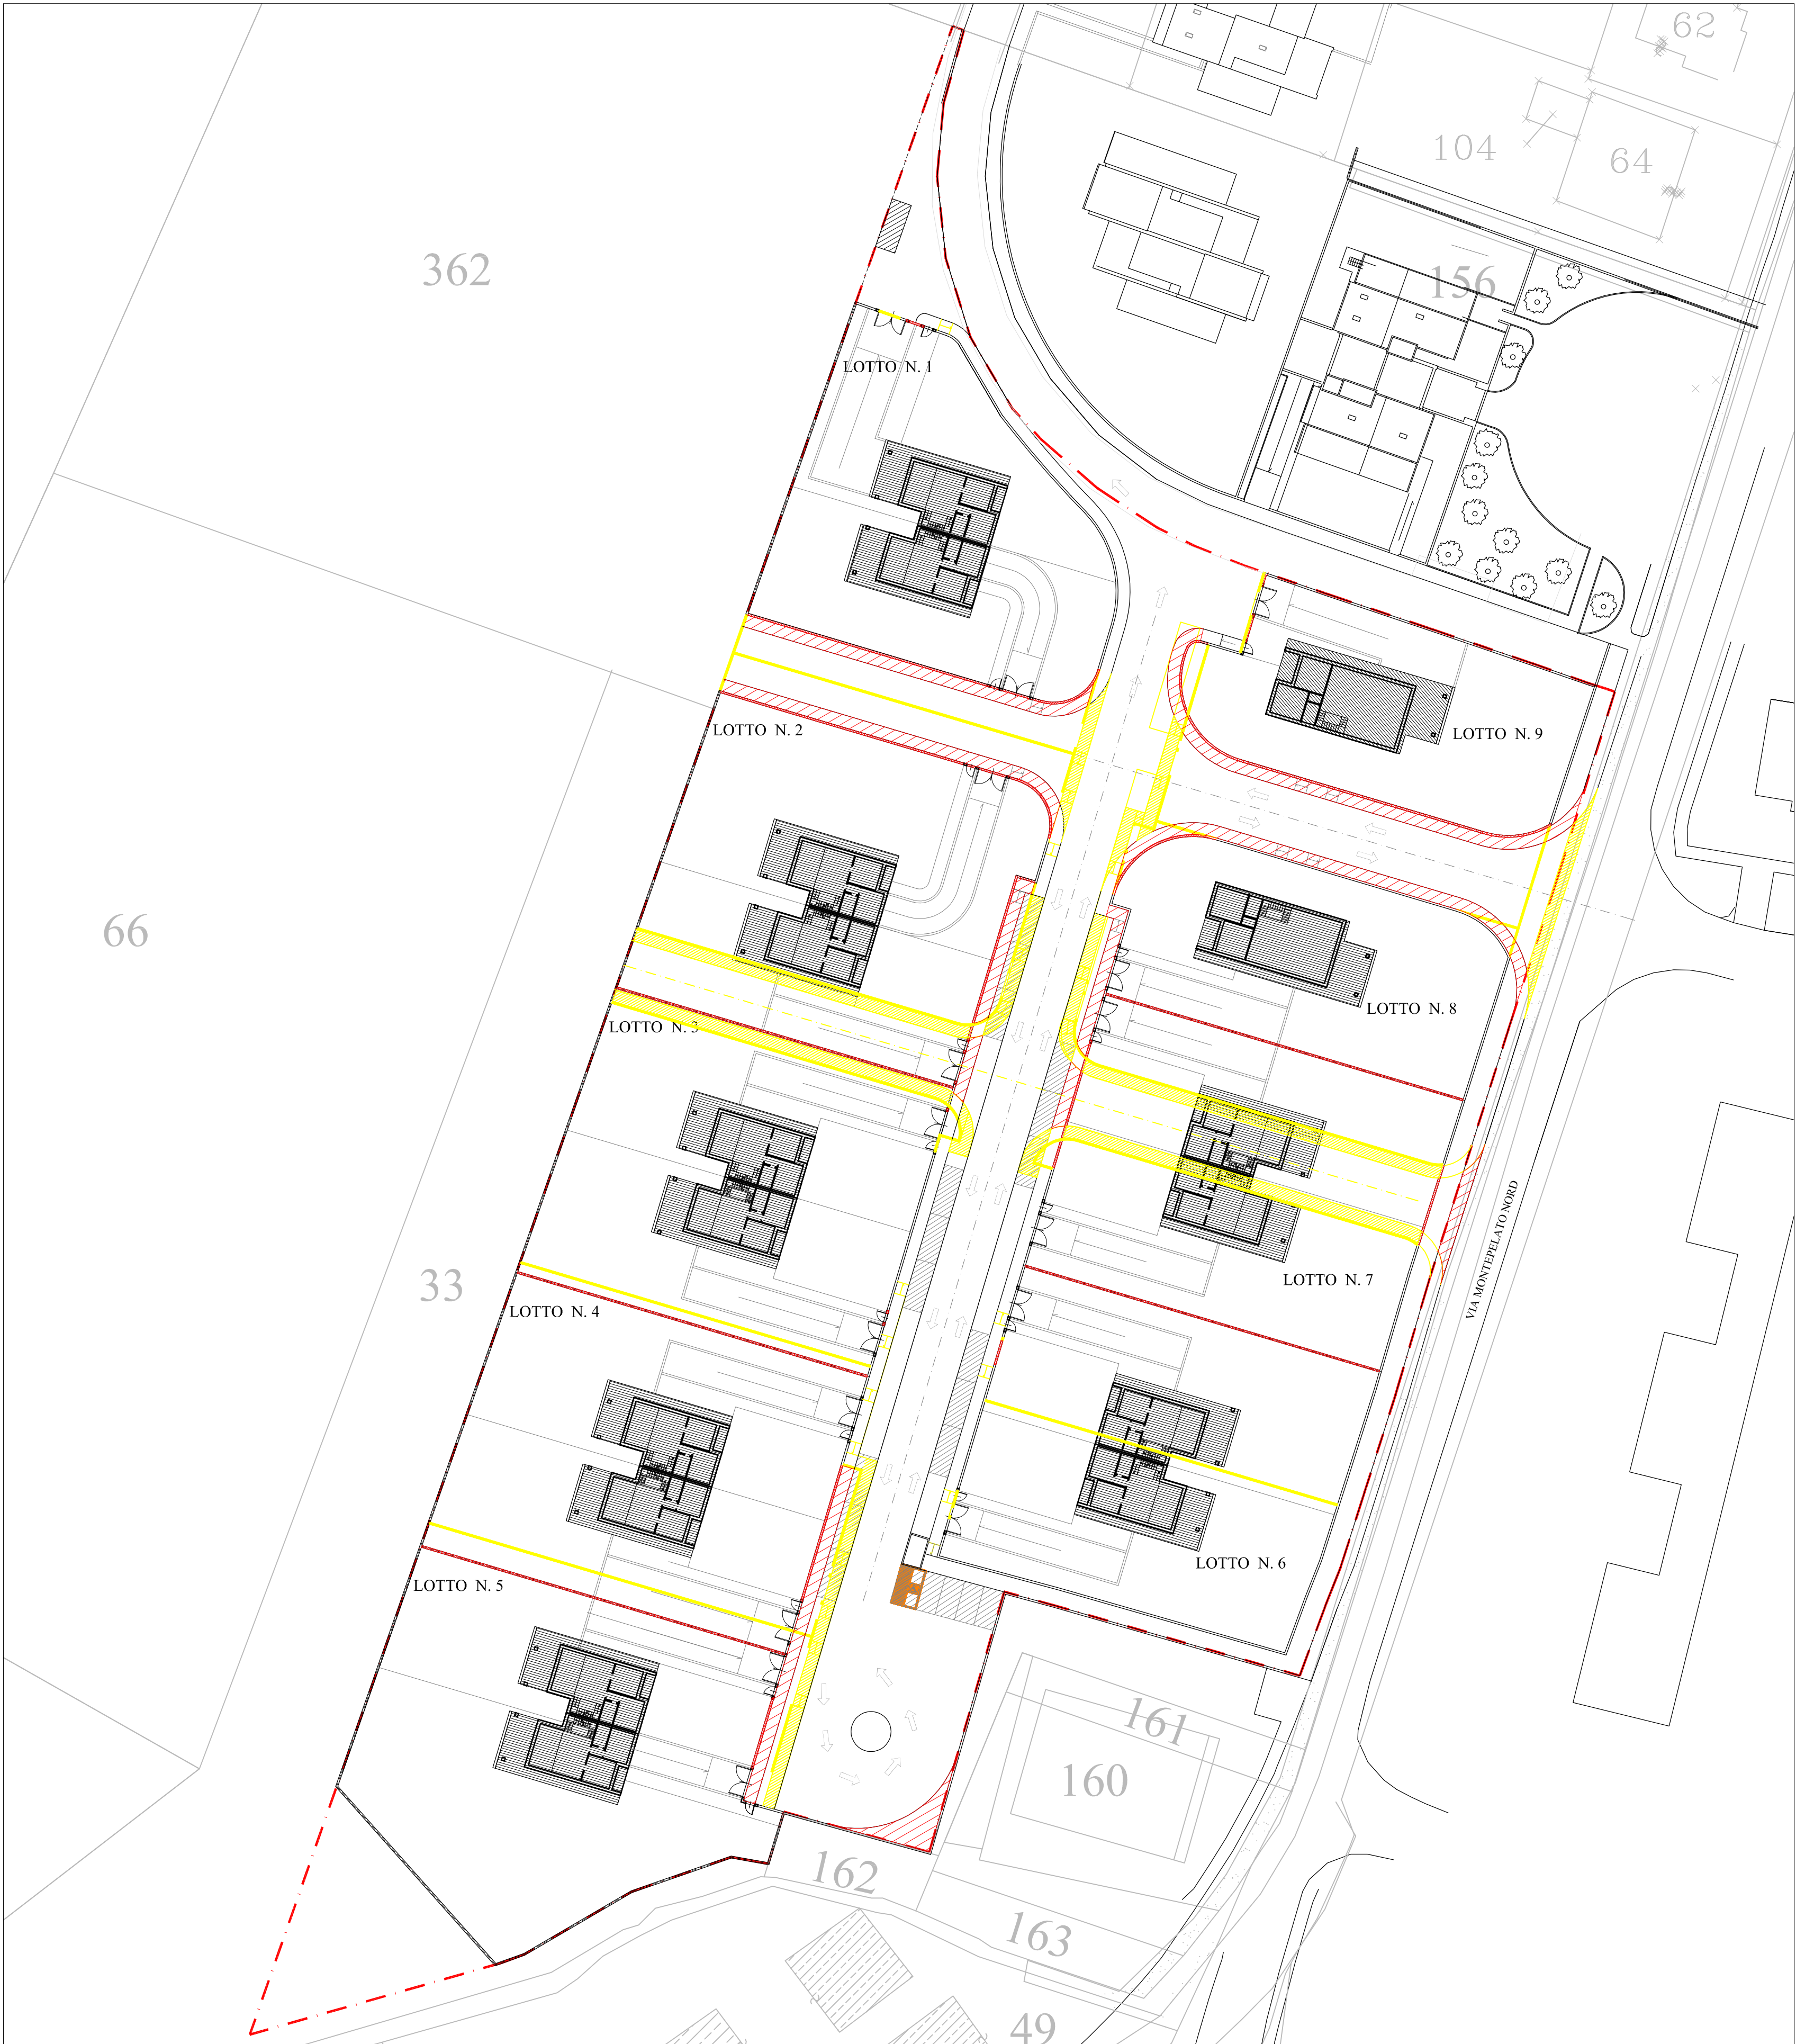 62
104
64
362
156
LOTTO N. 1
LOTTO N. 2
LOTTO N. 9
66
LOTTO N. 8
LOTTO N. 3
VIA MONTEPELATO NORD
33
LOTTO N. 7
LOTTO N. 4
LOTTO N. 6
LOTTO N. 5
161
160
162
163
49